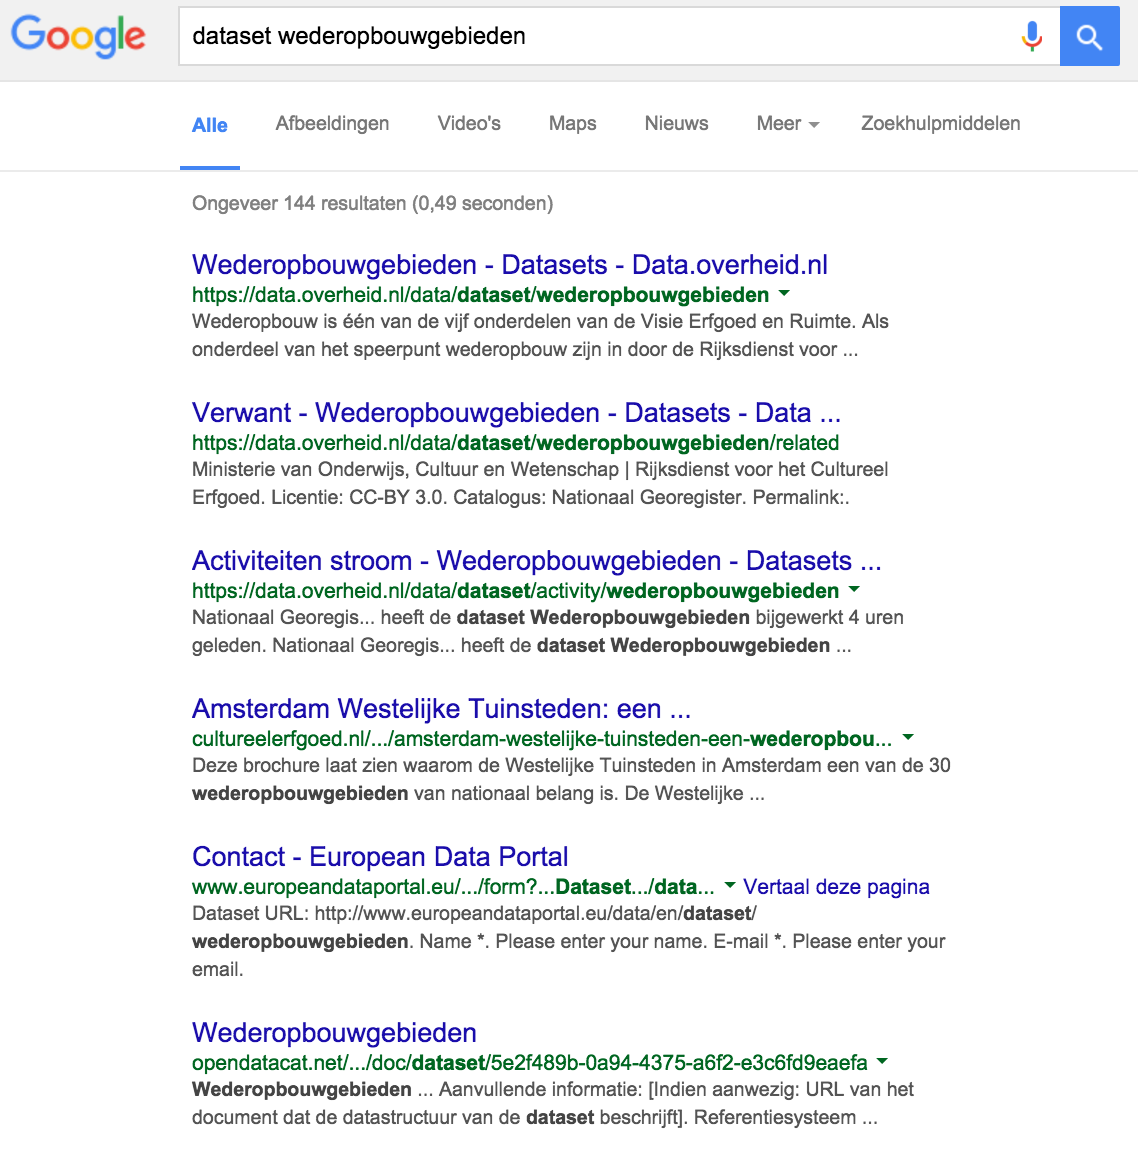 Google
dataset wederopbouwgebieden
Alle Afbeeldingen Video's Maps Nieuws Meer Zoekhulpmiddelen
Ongeveer 144 resultaten (0,49 seconden)
Wederopbouwgebieden - Datasets - Data.overheid.nl
https://data.overheid.nl/data/dataset/wederopbouwgebieden
Wederopbouw is één van de vijf onderdelen van de Visie Erfgoed en Ruimte. Als
onderdeel van het speerpunt wederopbouw zijn in door de Rijksdienst voor ...
Verwant - Wederopbouwgebieden - Datasets - Data ...
https://data.overheid.nl/data/dataset/wederopbouwgebieden/related
Ministerie van Onderwijs, Cultuur en Wetenschap | Rijksdienst voor het Cultureel
Erfgoed. Licentie: CC-BY 3.0. Catalogus: Nationaal Georegister. Permalink:.
Activiteiten stroom - Wederopbouwgebieden - Datasets ...
https://data.overheid.nl/data/dataset/activity/wederopbouwgebieden
Nationaal Georegis... heeft de dataset Wederopbouwgebieden bijgewerkt 4 uren
geleden. Nationaal Georegis... heeft de dataset Wederopbouwgebieden ...
Amsterdam Westelijke Tuinsteden: een ...
cultureelerfgoed.nl/.../amsterdam-westelijke-tuinsteden-een-wederopbou...
Deze brochure laat zien waarom de Westelijke Tuinsteden in Amsterdam een van de 30
wederopbouwgebieden van nationaal belang is. De Westelijke ...
Contact - European Data Portal
www.europeandataportal.eu/.../form?...Dataset.../data... Vertaal deze pagina
Dataset URL: http://www.europeandataportal.eu/data/en/dataset/
wederopbouwgebieden. Name *. Please enter your name. E-mail *. Please enter your
email.
Wederopbouwgebieden
opendatacat.net/.../doc/dataset/5e2f489b-0a94-4375-a6f2-e3c6fd9eaefa
Wederopbouwgebieden ... Aanvullende informatie: [Indien aanwezig: URL van het
document dat de datastructuur van de dataset beschrijft]. Referentiesysteem ...